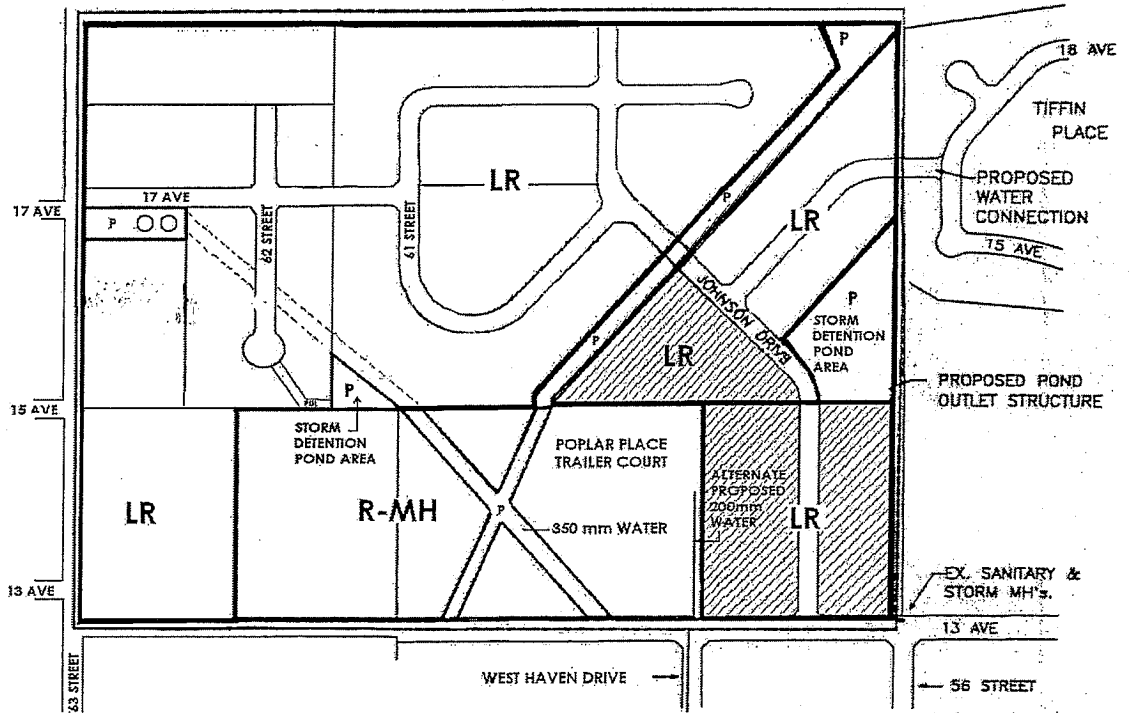 P
18 AVE
TIFFIN
PLACE
PROPOSED
WATER
CONNECTION
15 AVE
LR
17 AVE
17 AVE
P
62 STREET
61 STREET
P
LR
JOHNSON DRIVE
P
STORM
DETENTION
POND
AREA
P
LR
PROPOSED POND
OUTLET STRUCTURE
P
PUL
15 AVE
STORM
DETENTION
POND AREA
POPLAR PLACE
TRAILER COURT
ALTERNATE
PROPOSED
200mm
WATER
LR
R-MH
P
350 mm WATER
LR
13 AVE
EX. SANITARY &
STORM MH's.
13 AVE
63 STREET
WEST HAVEN DRIVE
56 STREET